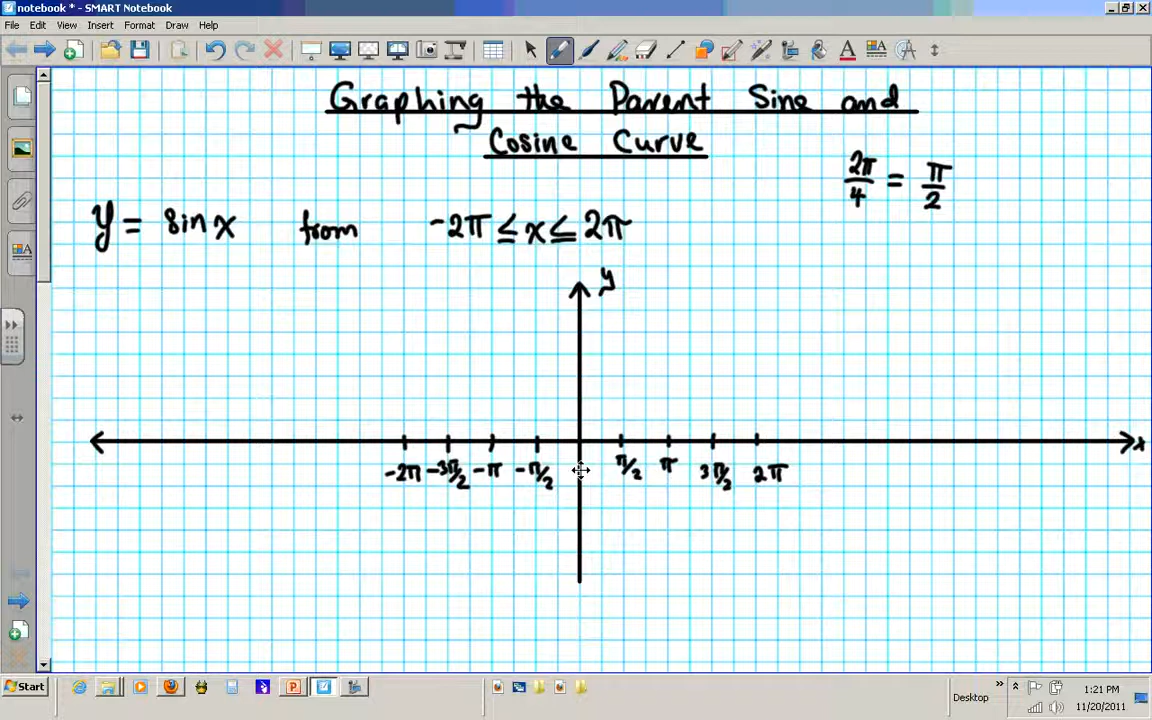 notebook * - SMART Notebook
File Edit View Insert Format Draw Help
Graphing the Parent Sine and
Cosine Curve
2π/4 = π/2
y = sin x from -2π ≤ x ≤ 2π
y
x
-2π -3π/2 -π -π/2 π/2 π 3π/2 2π
Start
Desktop
1:21 PM
11/20/2011